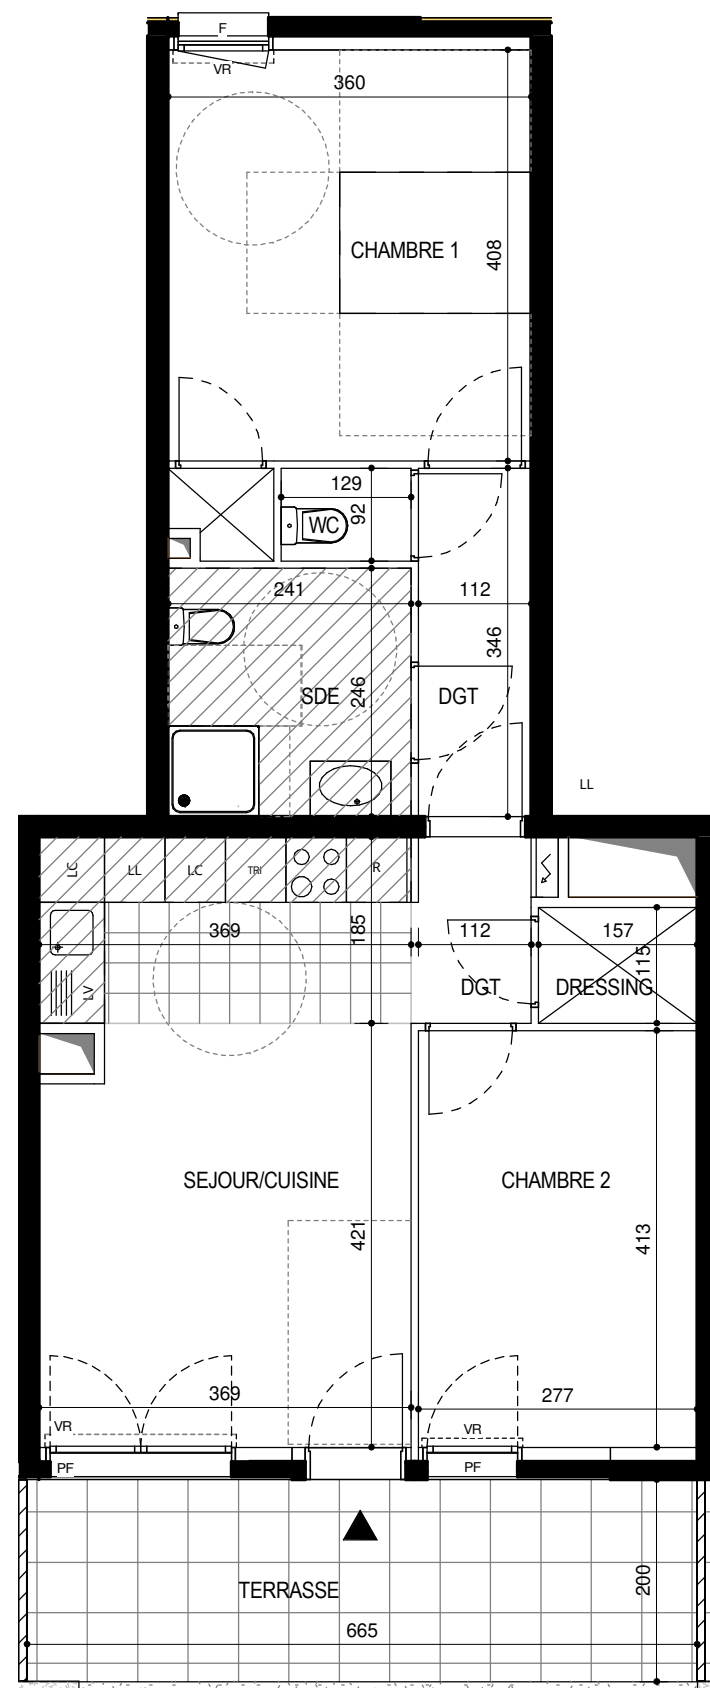 F
VR
360
CHAMBRE 1
408
129
WC
92
241
112
346
SDE
246
DGT
LL
LC
LL
LC
TRI
R
369
185
112
157
115
LV
DGT
DRESSING
SEJOUR/CUISINE
CHAMBRE 2
421
413
369
277
VR
VR
PF
PF
TERRASSE
200
665